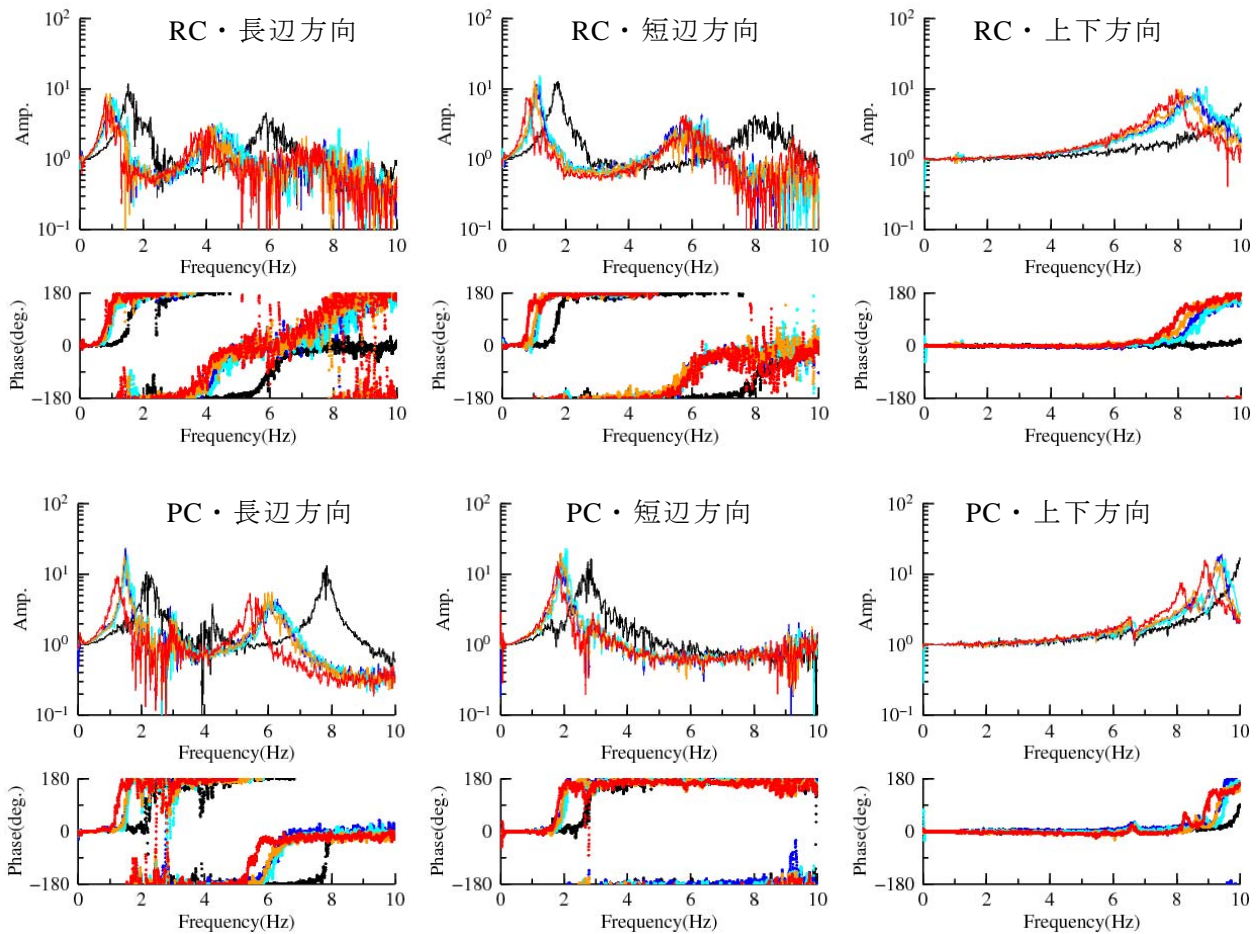 RC・長辺方向
10²
10¹
10⁰
10⁻¹
Amp.
0 2 4 6 8 10
Frequency(Hz)
180
0
−180
Phase(deg.)
0 2 4 6 8 10
Frequency(Hz)
RC・短辺方向
10²
10¹
10⁰
10⁻¹
Amp.
0 2 4 6 8 10
Frequency(Hz)
180
0
−180
Phase(deg.)
0 2 4 6 8 10
Frequency(Hz)
RC・上下方向
10²
10¹
10⁰
10⁻¹
Amp.
0 2 4 6 8 10
Frequency(Hz)
180
0
−180
Phase(deg.)
0 2 4 6 8 10
Frequency(Hz)
PC・長辺方向
10²
10¹
10⁰
10⁻¹
Amp.
0 2 4 6 8 10
Frequency(Hz)
180
0
−180
Phase(deg.)
0 2 4 6 8 10
Frequency(Hz)
PC・短辺方向
10²
10¹
10⁰
10⁻¹
Amp.
0 2 4 6 8 10
Frequency(Hz)
180
0
−180
Phase(deg.)
0 2 4 6 8 10
Frequency(Hz)
PC・上下方向
10²
10¹
10⁰
10⁻¹
Amp.
0 2 4 6 8 10
Frequency(Hz)
180
0
−180
Phase(deg.)
0 2 4 6 8 10
Frequency(Hz)